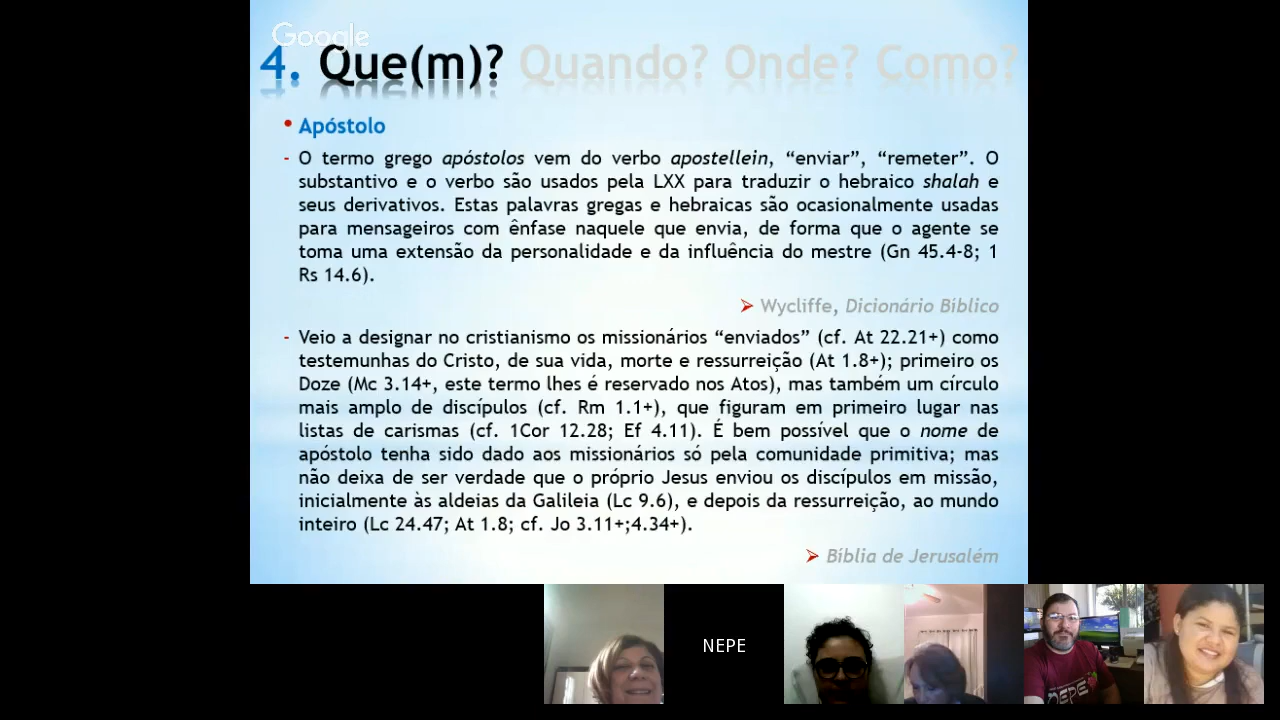 Google
4. Que(m)? Quando? Onde? Como?
• Apóstolo
- O termo grego apóstolos vem do verbo apostellein, “enviar”, “remeter”. O
substantivo e o verbo são usados pela LXX para traduzir o hebraico shalah e
seus derivativos. Estas palavras gregas e hebraicas são ocasionalmente usadas
para mensageiros com ênfase naquele que envia, de forma que o agente se
toma uma extensão da personalidade e da influência do mestre (Gn 45.4-8; 1
Rs 14.6).
Wycliffe, Dicionário Bíblico
- Veio a designar no cristianismo os missionários “enviados” (cf. At 22.21+) como
testemunhas do Cristo, de sua vida, morte e ressurreição (At 1.8+); primeiro os
Doze (Mc 3.14+, este termo lhes é reservado nos Atos), mas também um círculo
mais amplo de discípulos (cf. Rm 1.1+), que figuram em primeiro lugar nas
listas de carismas (cf. 1Cor 12.28; Ef 4.11). É bem possível que o nome de
apóstolo tenha sido dado aos missionários só pela comunidade primitiva; mas
não deixa de ser verdade que o próprio Jesus enviou os discípulos em missão,
inicialmente às aldeias da Galileia (Lc 9.6), e depois da ressurreição, ao mundo
inteiro (Lc 24.47; At 1.8; cf. Jo 3.11+;4.34+).
Bíblia de Jerusalém
NEPE
NEPE